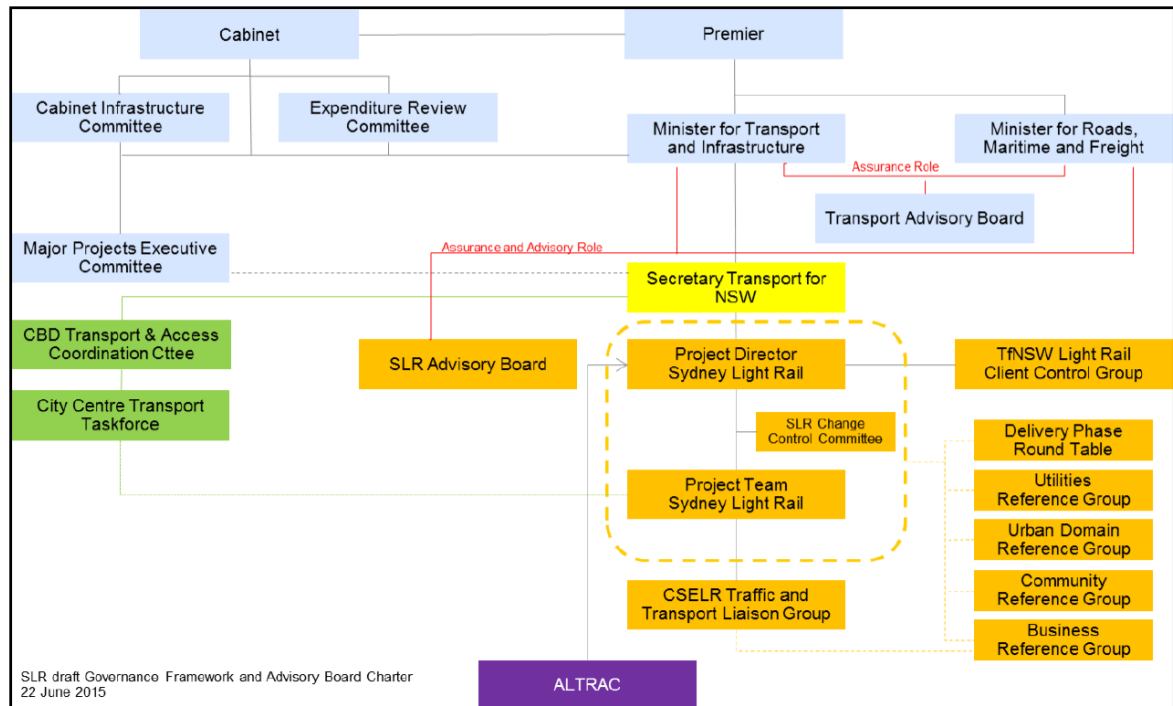 Cabinet
Premier
Cabinet Infrastructure
Committee
Expenditure Review
Committee
Minister for Transport
and Infrastructure
Minister for Roads,
Maritime and Freight
Assurance Role
Transport Advisory Board
Major Projects Executive
Committee
Assurance and Advisory Role
Secretary Transport for
NSW
CBD Transport & Access
Coordination Cttee
SLR Advisory Board
Project Director
Sydney Light Rail
TfNSW Light Rail
Client Control Group
City Centre Transport
Taskforce
SLR Change
Control Committee
Delivery Phase
Round Table
Project Team
Sydney Light Rail
Utilities
Reference Group
Urban Domain
Reference Group
CSELR Traffic and
Transport Liaison Group
Community
Reference Group
Business
Reference Group
SLR draft Governance Framework and Advisory Board Charter
22 June 2015
ALTRAC